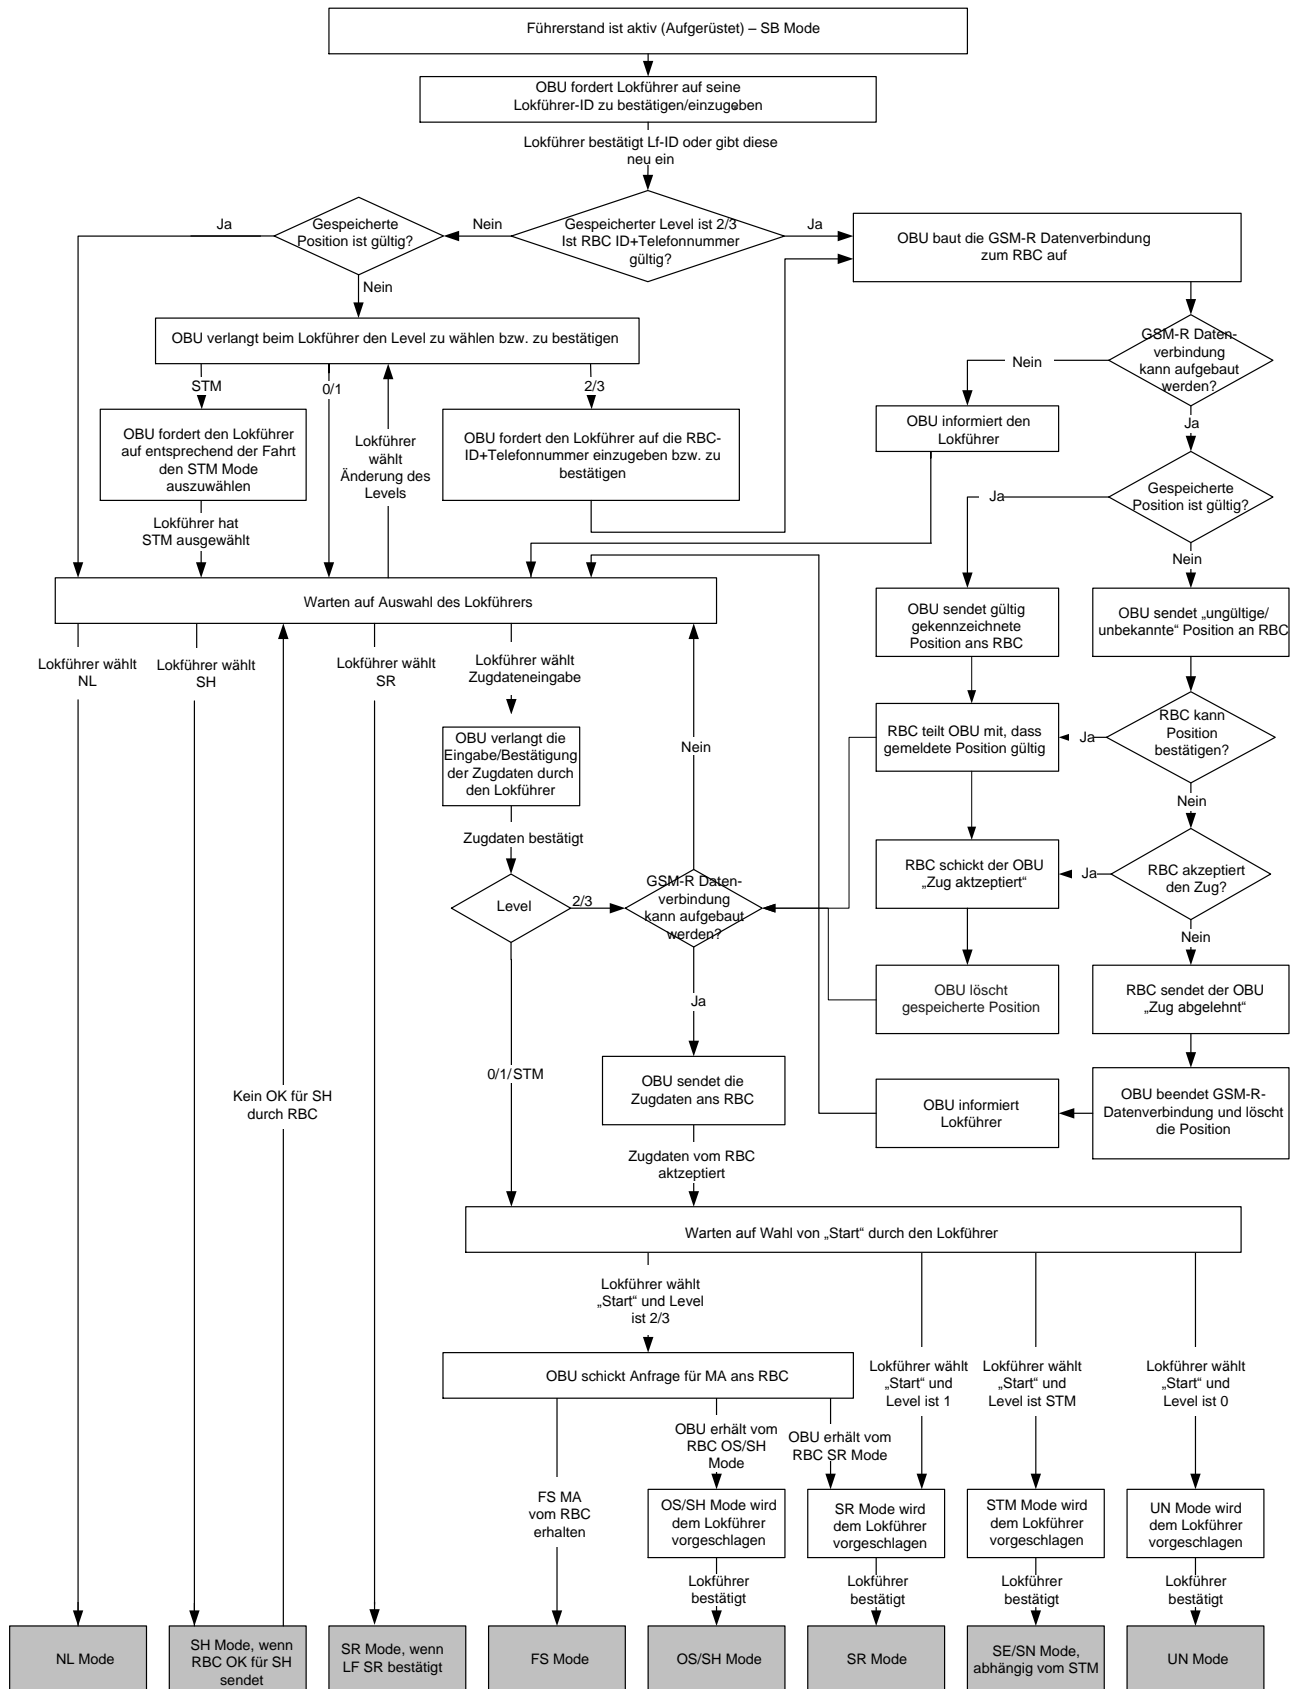 Führerstand ist aktiv (Aufgerüstet) – SB Mode
OBU fordert Lokführer auf seine
Lokführer-ID zu bestätigen/einzugeben
Lokführer bestätigt Lf-ID oder gibt diese
neu ein
Ja
Gespeicherte
Position ist gültig?
Nein
Gespeicherter Level ist 2/3
Ist RBC ID+Telefonnummer
gültig?
Ja
OBU baut die GSM-R Datenverbindung
zum RBC auf
Nein
OBU verlangt beim Lokführer den Level zu wählen bzw. zu bestätigen
GSM-R Daten-
verbindung
kann aufgebaut
werden?
Nein
STM
0/1
2/3
OBU informiert den
Lokführer
Ja
OBU fordert den Lokführer
auf entsprechend der Fahrt
den STM Mode
auszuwählen
Lokführer
wählt
Änderung des
Levels
OBU fordert den Lokführer auf die RBC-
ID+Telefonnummer einzugeben bzw. zu
bestätigen
Gespeicherte
Position ist gültig?
Ja
Lokführer hat
STM ausgewählt
Nein
Warten auf Auswahl des Lokführers
OBU sendet gültig
gekennzeichnete
Position ans RBC
OBU sendet „ungültige/
unbekannte“ Position an RBC
Lokführer wählt
NL
Lokführer wählt
SH
Lokführer wählt
SR
Lokführer wählt
Zugdateneingabe
OBU verlangt die
Eingabe/Bestätigung
der Zugdaten durch
den Lokführer
Nein
RBC teilt OBU mit, dass
gemeldete Position gültig
Ja
RBC kann
Position
bestätigen?
Nein
Zugdaten bestätigt
RBC schickt der OBU
„Zug aktzeptiert“
Ja
RBC akzeptiert
den Zug?
Level
2/3
GSM-R Daten-
verbindung
kann aufgebaut
werden?
Nein
Ja
OBU löscht
gespeicherte Position
RBC sendet der OBU
„Zug abgelehnt“
0/1/STM
OBU sendet die
Zugdaten ans RBC
OBU informiert
Lokführer
OBU beendet GSM-R-
Datenverbindung und löscht
die Position
Kein OK für SH
durch RBC
Zugdaten vom RBC
aktzeptiert
Warten auf Wahl von „Start“ durch den Lokführer
Lokführer wählt
„Start“ und Level
ist 2/3
OBU schickt Anfrage für MA ans RBC
Lokführer wählt
„Start“ und
Level ist 1
Lokführer wählt
„Start“ und
Level ist STM
Lokführer wählt
„Start“ und
Level ist 0
OBU erhält vom
RBC OS/SH
Mode
OBU erhält vom
RBC SR Mode
FS MA
vom RBC
erhalten
OS/SH Mode wird
dem Lokführer
vorgeschlagen
SR Mode wird
dem Lokführer
vorgeschlagen
STM Mode wird
dem Lokführer
vorgeschlagen
UN Mode wird
dem Lokführer
vorgeschlagen
Lokführer
bestätigt
Lokführer
bestätigt
Lokführer
bestätigt
Lokführer
bestätigt
NL Mode
SH Mode, wenn
RBC OK für SH
sendet
SR Mode, wenn
LF SR bestätigt
FS Mode
OS/SH Mode
SR Mode
SE/SN Mode,
abhängig vom STM
UN Mode